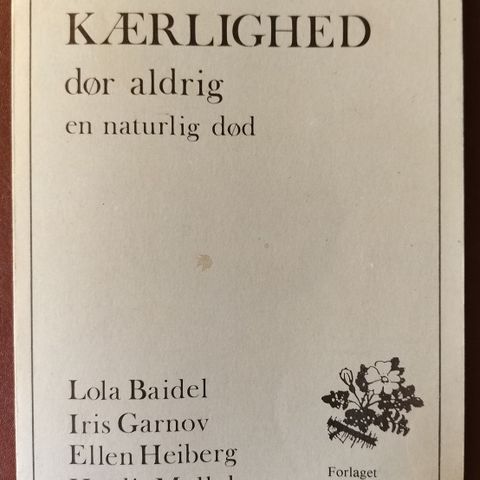 KÆRLIGHED
dør aldrig
en naturlig død
Lola Baidel
Iris Garnov
Ellen Heiberg
Forlaget